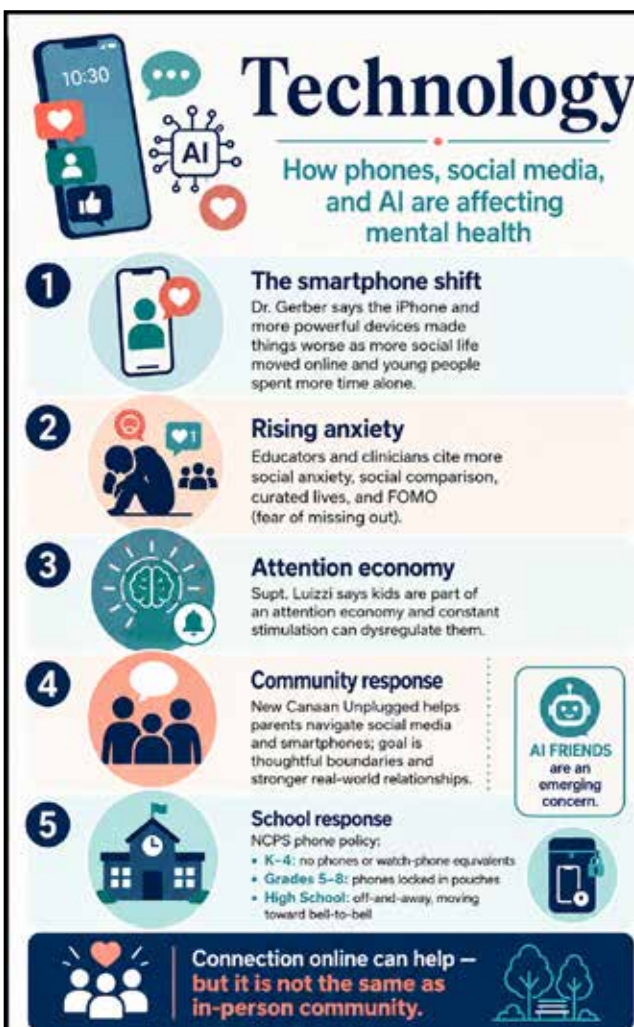 10:30
AI
Technology
How phones, social media,
and AI are affecting
mental health
1
The smartphone shift
Dr. Gerber says the iPhone and
more powerful devices made
things worse as more social life
moved online and young people
spent more time alone.
2
1
Rising anxiety
Educators and clinicians cite more
social anxiety, social comparison,
curated lives, and FOMO
(fear of missing out).
3
Attention economy
Supt. Luizzi says kids are part of
an attention economy and constant
stimulation can dysregulate them.
4
Community response
New Canaan Unplugged helps
parents navigate social media
and smartphones; goal is
thoughtful boundaries and
stronger real-world relationships.
AI FRIENDS
are an
emerging
concern.
5
School response
NCPS phone policy:
• K–4: no phones or watch-phone equivalents
• Grades 5–8: phones locked in pouches
• High School: off-and-away, moving
toward bell-to-bell
Connection online can help —
but it is not the same as
in-person community.